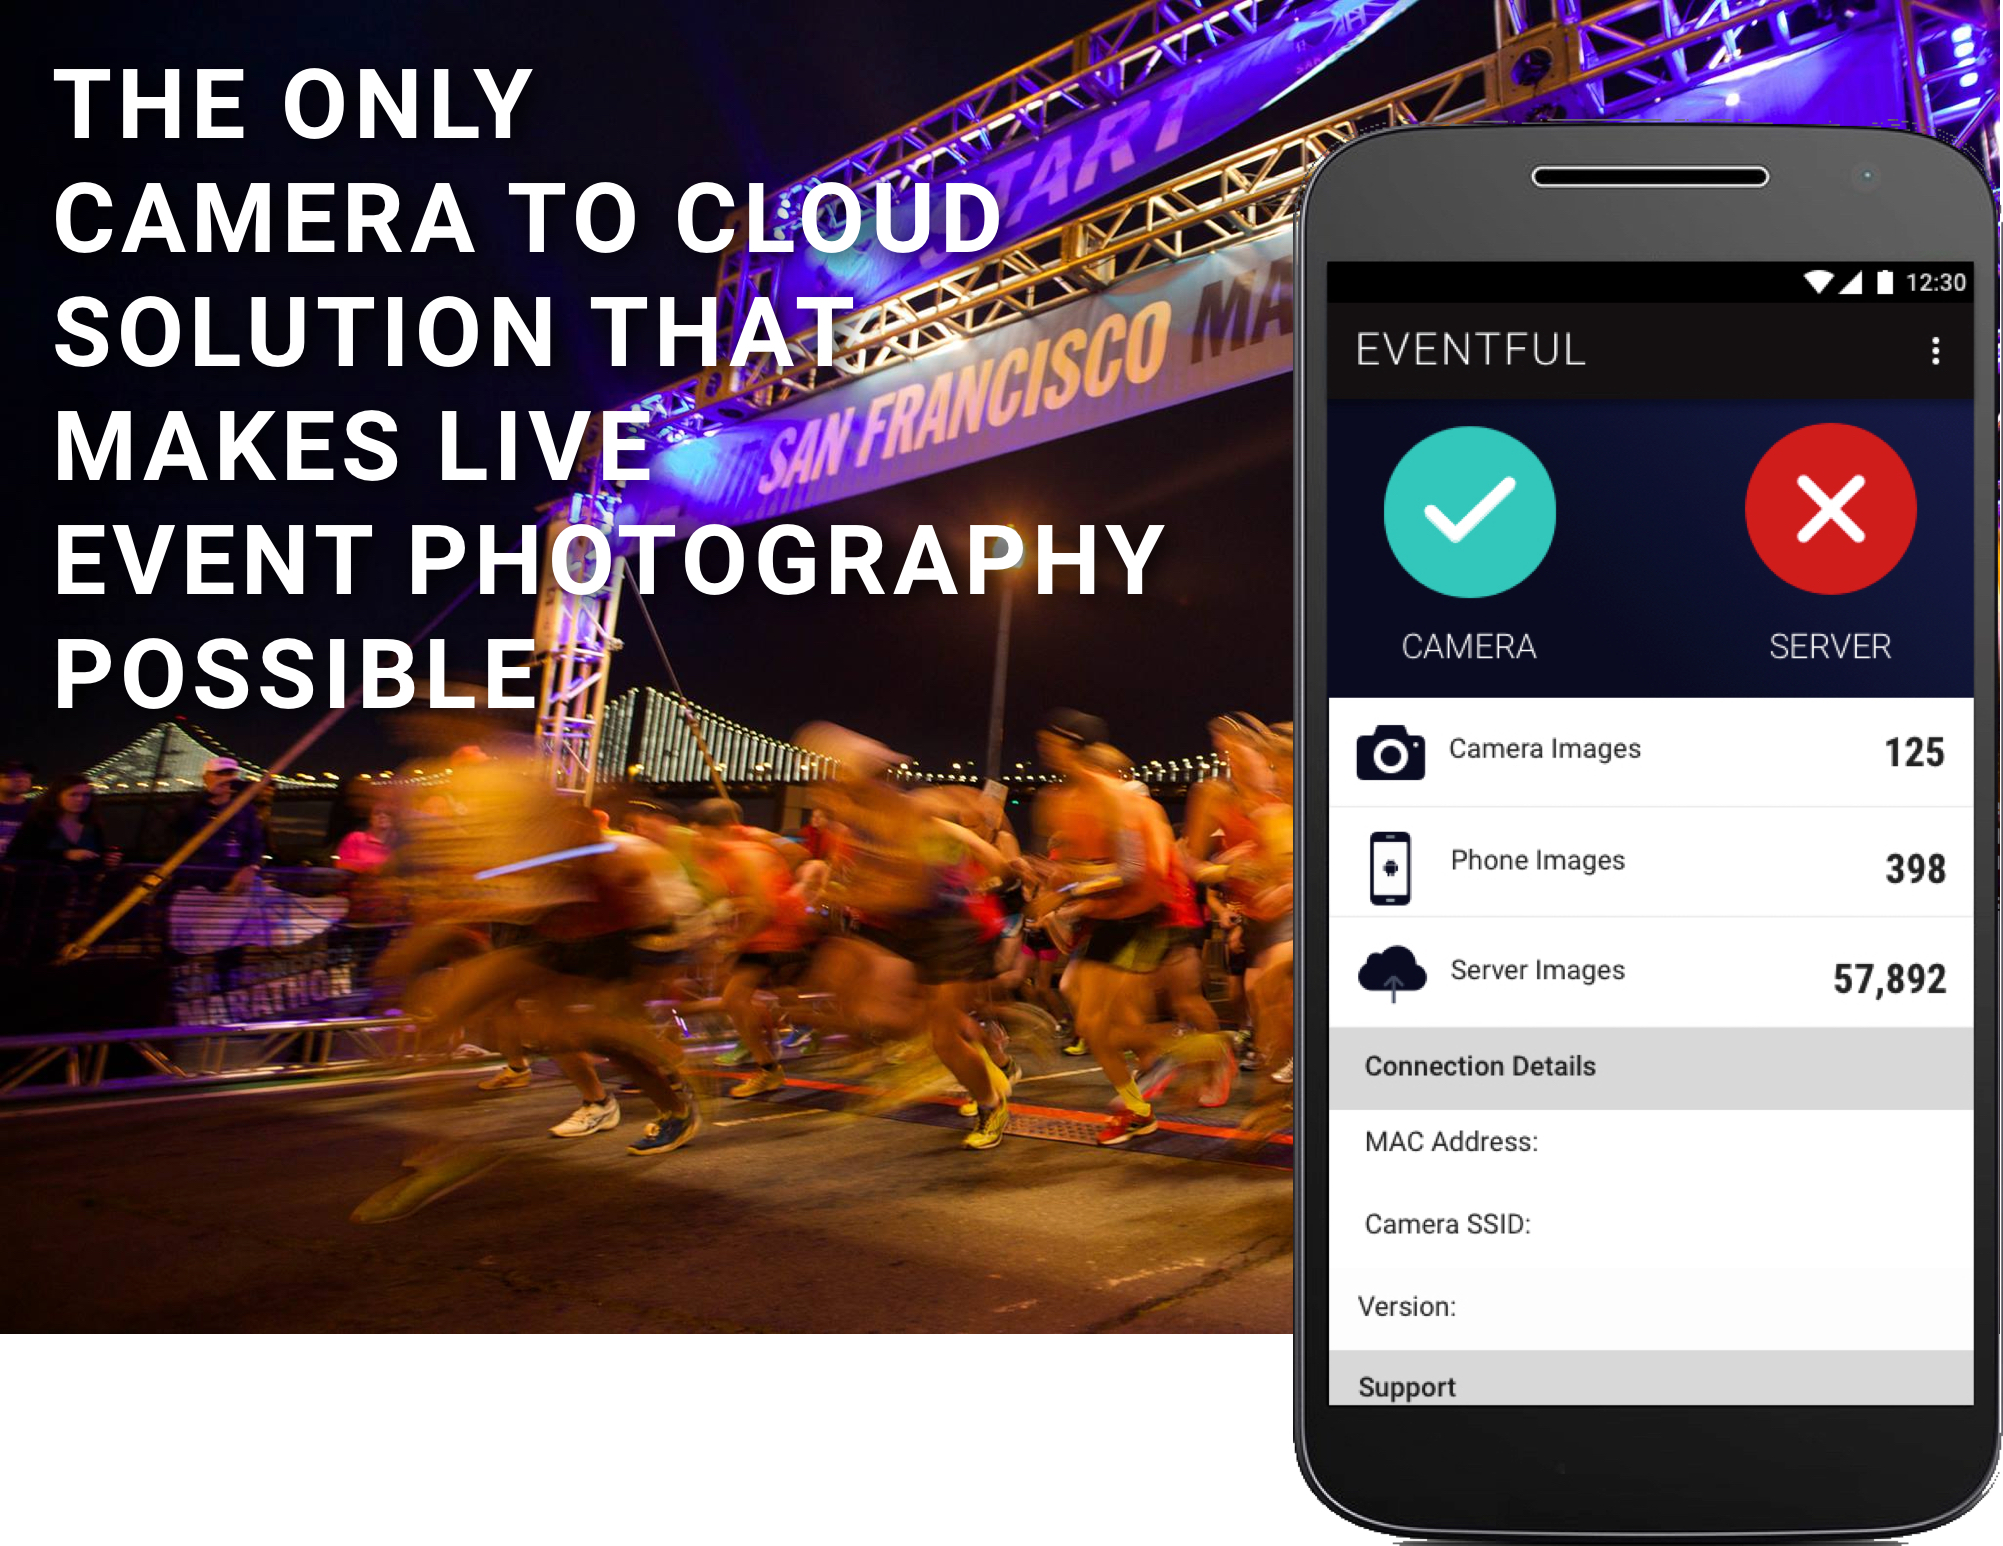 THE ONLY
CAMERA TO CLOUD
SOLUTION THAT
MAKES LIVE
EVENT PHOTOGRAPHY
POSSIBLE
START
SAN FRANCISCO MA
MARATHON
12:30
EVENTFUL
CAMERA
SERVER
Camera Images 125
Phone Images 398
Server Images 57,892
Connection Details
MAC Address:
Camera SSID:
Version:
Support